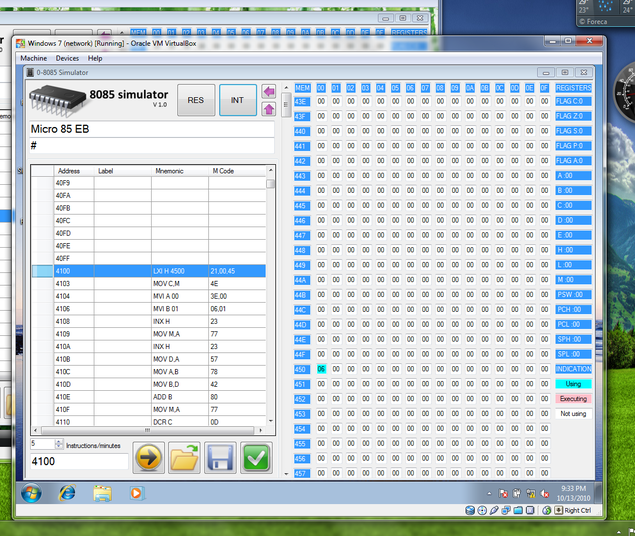 29°
23°
29°
24°
© Foreca
Windows 7 (network) [Running] - Oracle VM VirtualBox
Machine Devices Help
0-8085 Simulator
8085 simulator
V 1.0
RES
INT
Micro 85 EB
#
Address Label Mnemonic M Code
40F9
40FA
40FB
40FC
40FD
40FE
40FF
4100 LXI H 4500 21,00,45
4103 MOV C,M 4E
4104 MVI A 00 3E,00
4106 MVI B 01 06,01
4108 INX H 23
4109 MOV M,A 77
410A INX H 23
410B MOV D,A 57
410C MOV A,B 78
410D MOV B,D 42
410E ADD B 80
410F MOV M,A 77
4110 DCR C 0D
5 Instructions/minutes
4100
MEM 00 01 02 03 04 05 06 07 08 09 0A 0B 0C 0D 0E 0F REGISTERS
43E 00 00 00 00 00 00 00 00 00 00 00 00 00 00 00 00 FLAG C:0
43F 00 00 00 00 00 00 00 00 00 00 00 00 00 00 00 00 FLAG Z:0
440 00 00 00 00 00 00 00 00 00 00 00 00 00 00 00 00 FLAG S:0
441 00 00 00 00 00 00 00 00 00 00 00 00 00 00 00 00 FLAG P:0
442 00 00 00 00 00 00 00 00 00 00 00 00 00 00 00 00 FLAG A:0
443 00 00 00 00 00 00 00 00 00 00 00 00 00 00 00 00 A :00
444 00 00 00 00 00 00 00 00 00 00 00 00 00 00 00 00 B :00
445 00 00 00 00 00 00 00 00 00 00 00 00 00 00 00 00 C :00
446 00 00 00 00 00 00 00 00 00 00 00 00 00 00 00 00 D :00
447 00 00 00 00 00 00 00 00 00 00 00 00 00 00 00 00 E :00
448 00 00 00 00 00 00 00 00 00 00 00 00 00 00 00 00 H :00
449 00 00 00 00 00 00 00 00 00 00 00 00 00 00 00 00 L :00
44A 00 00 00 00 00 00 00 00 00 00 00 00 00 00 00 00 M :00
44B 00 00 00 00 00 00 00 00 00 00 00 00 00 00 00 00 PSW :00
44C 00 00 00 00 00 00 00 00 00 00 00 00 00 00 00 00 PCH :00
44D 00 00 00 00 00 00 00 00 00 00 00 00 00 00 00 00 PCL :00
44E 00 00 00 00 00 00 00 00 00 00 00 00 00 00 00 00 SPH :00
44F 00 00 00 00 00 00 00 00 00 00 00 00 00 00 00 00 SPL :00
450 06 00 00 00 00 00 00 00 00 00 00 00 00 00 00 00 INDICATION
451 00 00 00 00 00 00 00 00 00 00 00 00 00 00 00 00 Using
452 00 00 00 00 00 00 00 00 00 00 00 00 00 00 00 00 Executing
453 00 00 00 00 00 00 00 00 00 00 00 00 00 00 00 00 Not using
454 00 00 00 00 00 00 00 00 00 00 00 00 00 00 00 00
455 00 00 00 00 00 00 00 00 00 00 00 00 00 00 00 00
456 00 00 00 00 00 00 00 00 00 00 00 00 00 00 00 00
457 00 00 00 00 00 00 00 00 00 00 00 00 00 00 00 00
9:33 PM
10/13/2010
Right Ctrl